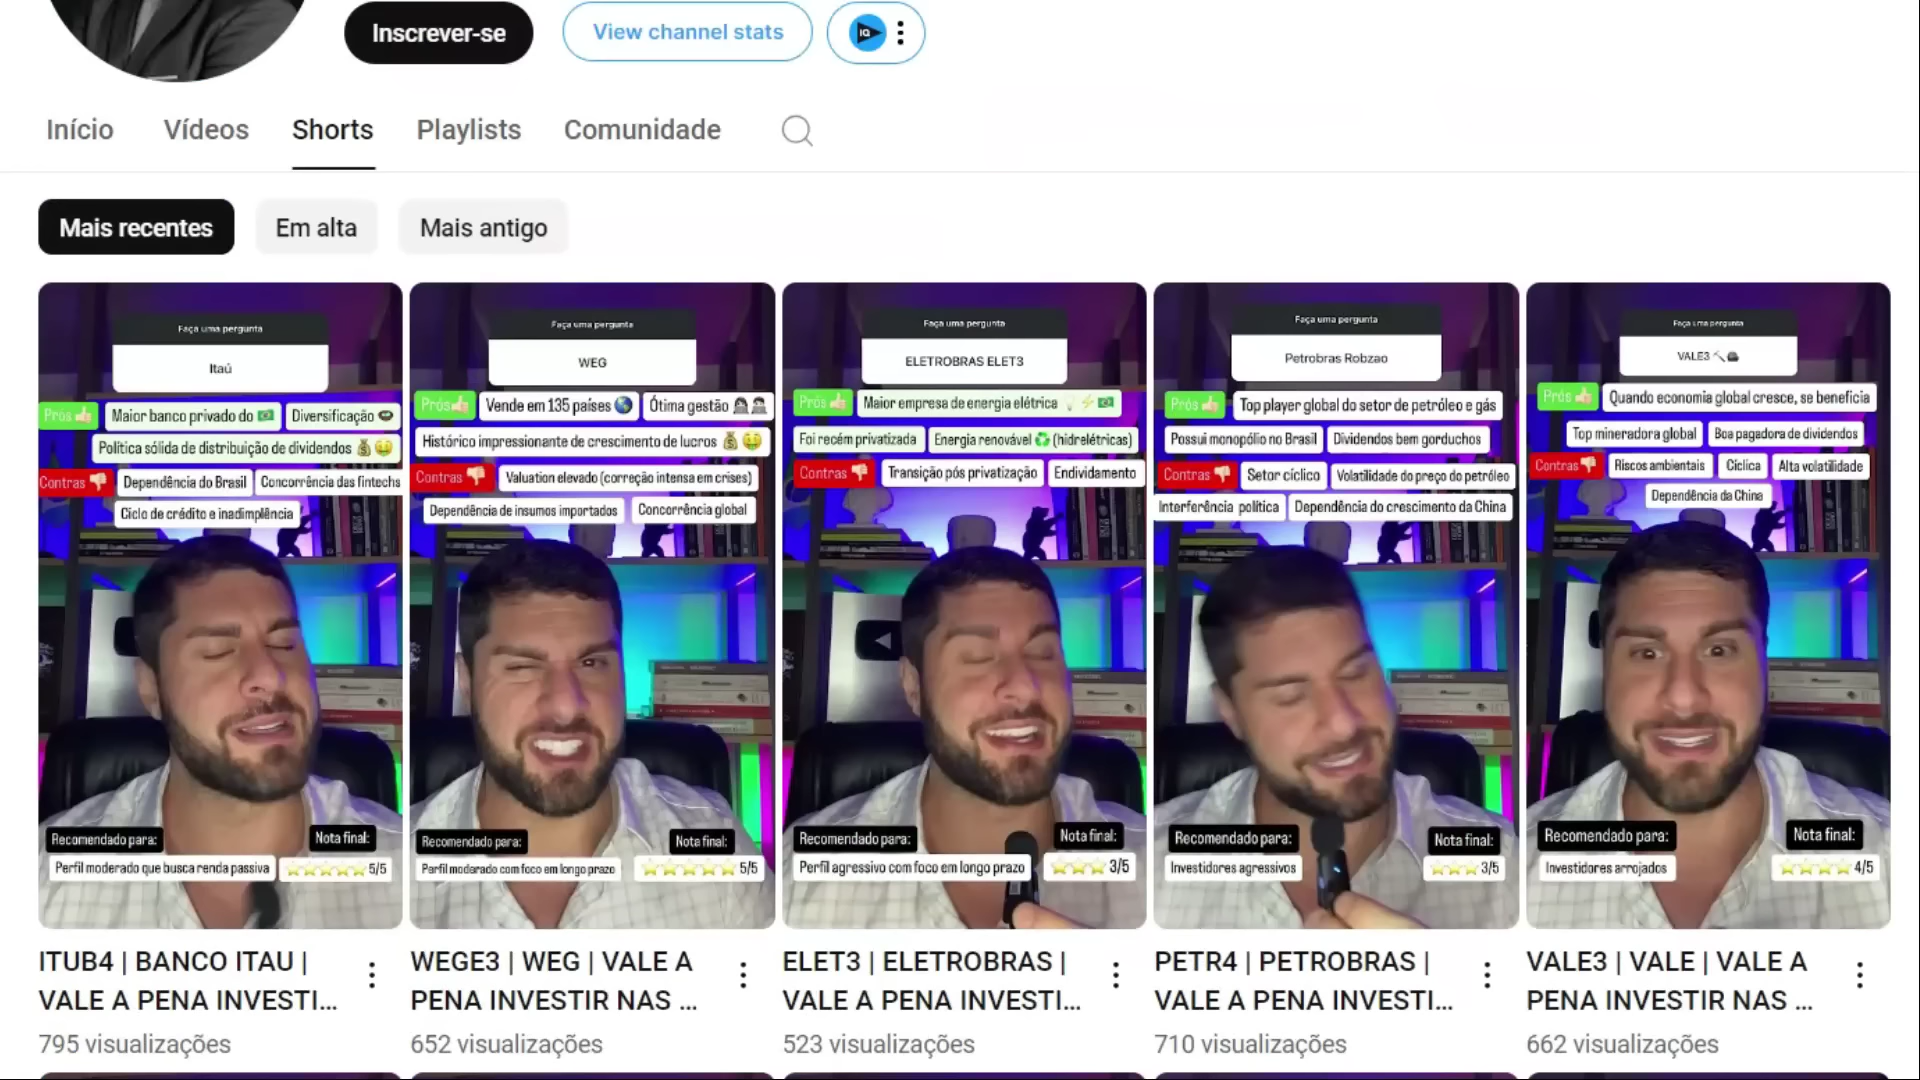 Inscrever-se
View channel stats
IQ
Início
Vídeos
Shorts
Playlists
Comunidade
Mais recentes
Em alta
Mais antigo
Faça uma pergunta
Itaú
Prós 👍🏻
Maior banco privado do 🇧🇷
Diversificação
Política sólida de distribuição de dividendos 💰🤑
Contras 👎🏻
Dependência do Brasil
Concorrência das fintechs
Ciclo de crédito e inadimplência
Recomendado para:
Nota final:
Perfil moderado que busca renda passiva
⭐⭐⭐⭐⭐ 5/5
ITUB4 | BANCO ITAU |
VALE A PENA INVESTI...
795 visualizações
Faça uma pergunta
WEG
Prós 👍🏻
Vende em 135 países 🌎
Ótima gestão
Histórico impressionante de crescimento de lucros 💰🤑
Contras 👎🏻
Valuation elevado (correção intensa em crises)
Dependência de insumos importados
Concorrência global
Recomendado para:
Nota final:
Perfil moderado com foco em longo prazo
⭐⭐⭐⭐⭐ 5/5
WEGE3 | WEG | VALE A
PENA INVESTIR NAS ...
652 visualizações
Faça uma pergunta
ELETROBRAS ELET3
Prós 👍🏻
Maior empresa de energia elétrica 💡⚡🇧🇷
Foi recém privatizada
Energia renovável ♻️ (hidrelétricas)
Contras 👎🏻
Transição pós privatização
Endividamento
Recomendado para:
Nota final:
Perfil agressivo com foco em longo prazo
⭐⭐⭐ 3/5
ELET3 | ELETROBRAS |
VALE A PENA INVESTI...
523 visualizações
Faça uma pergunta
Petrobras Robzao
Prós 👍🏻
Top player global do setor de petróleo e gás
Possui monopólio no Brasil
Dividendos bem gorduchos
Contras 👎🏻
Setor cíclico
Volatilidade do preço do petróleo
Interferência política
Dependência do crescimento da China
Recomendado para:
Nota final:
Investidores agressivos
⭐⭐⭐ 3/5
PETR4 | PETROBRAS |
VALE A PENA INVESTI...
710 visualizações
Faça uma pergunta
VALE3 ⛏️🪨
Prós 👍🏻
Quando economia global cresce, se beneficia
Top mineradora global
Boa pagadora de dividendos
Contras 👎🏻
Riscos ambientais
Cíclica
Alta volatilidade
Dependência da China
Recomendado para:
Nota final:
Investidores arrojados
⭐⭐⭐⭐ 4/5
VALE3 | VALE | VALE A
PENA INVESTIR NAS ...
662 visualizações